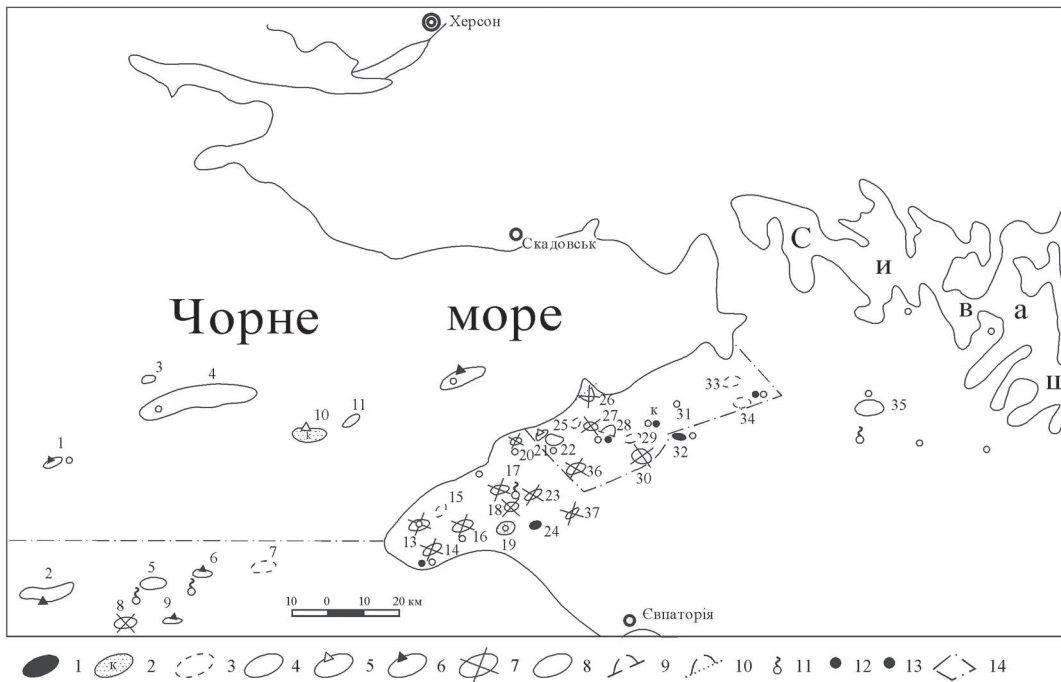 Херсон
Скадовськ
С
и
в
а
ш
Чорне море
3
4
10
к
11
1
33
34
35
26
к
31
25
27
28
29
32
20
21
22
30
36
17
18
23
37
15
13
14
16
19
24
2
5
6
7
8
9
10 0 10 20 км
Євпаторія
1 к 2 3 4 5 6 7 8 9 10 11 12 13 14